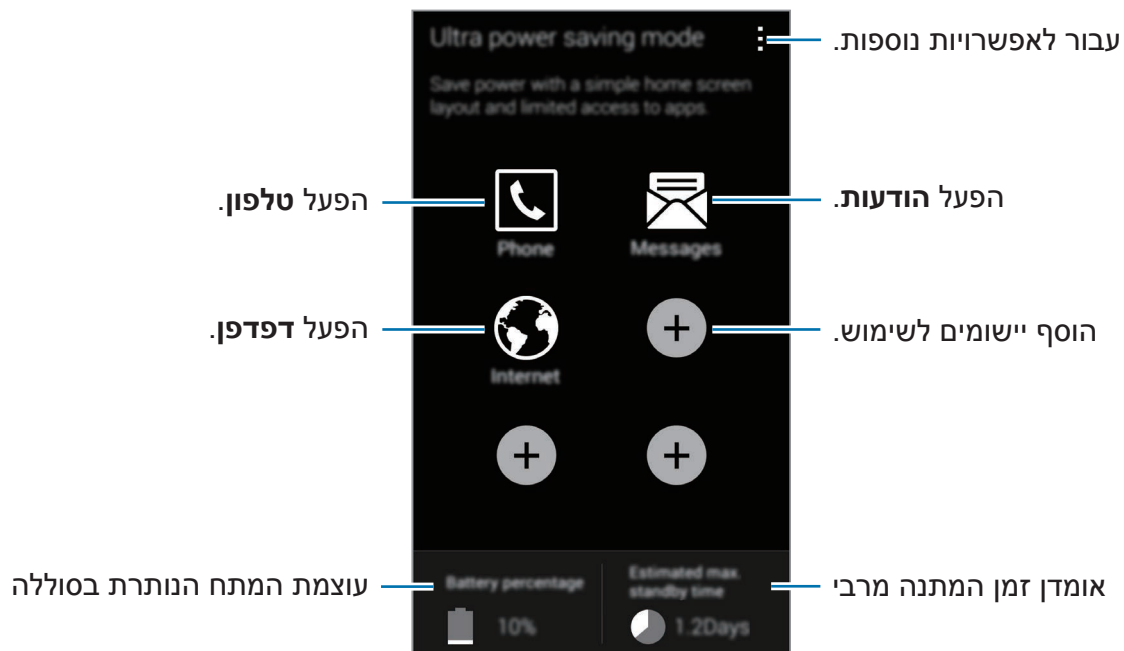 Ultra power saving mode
עבור לאפשרויות נוספות.
Save power with a simple home screen
layout and limited access to apps.
הפעל טלפון.
Phone
הפעל הודעות.
Messages
הפעל דפדפן.
Internet
הוסף יישומים לשימוש.
עוצמת המתח הנותרת בסוללה
Battery percentage
10%
Estimated max.
standby time
1.2Days
אומדן זמן המתנה מרבי